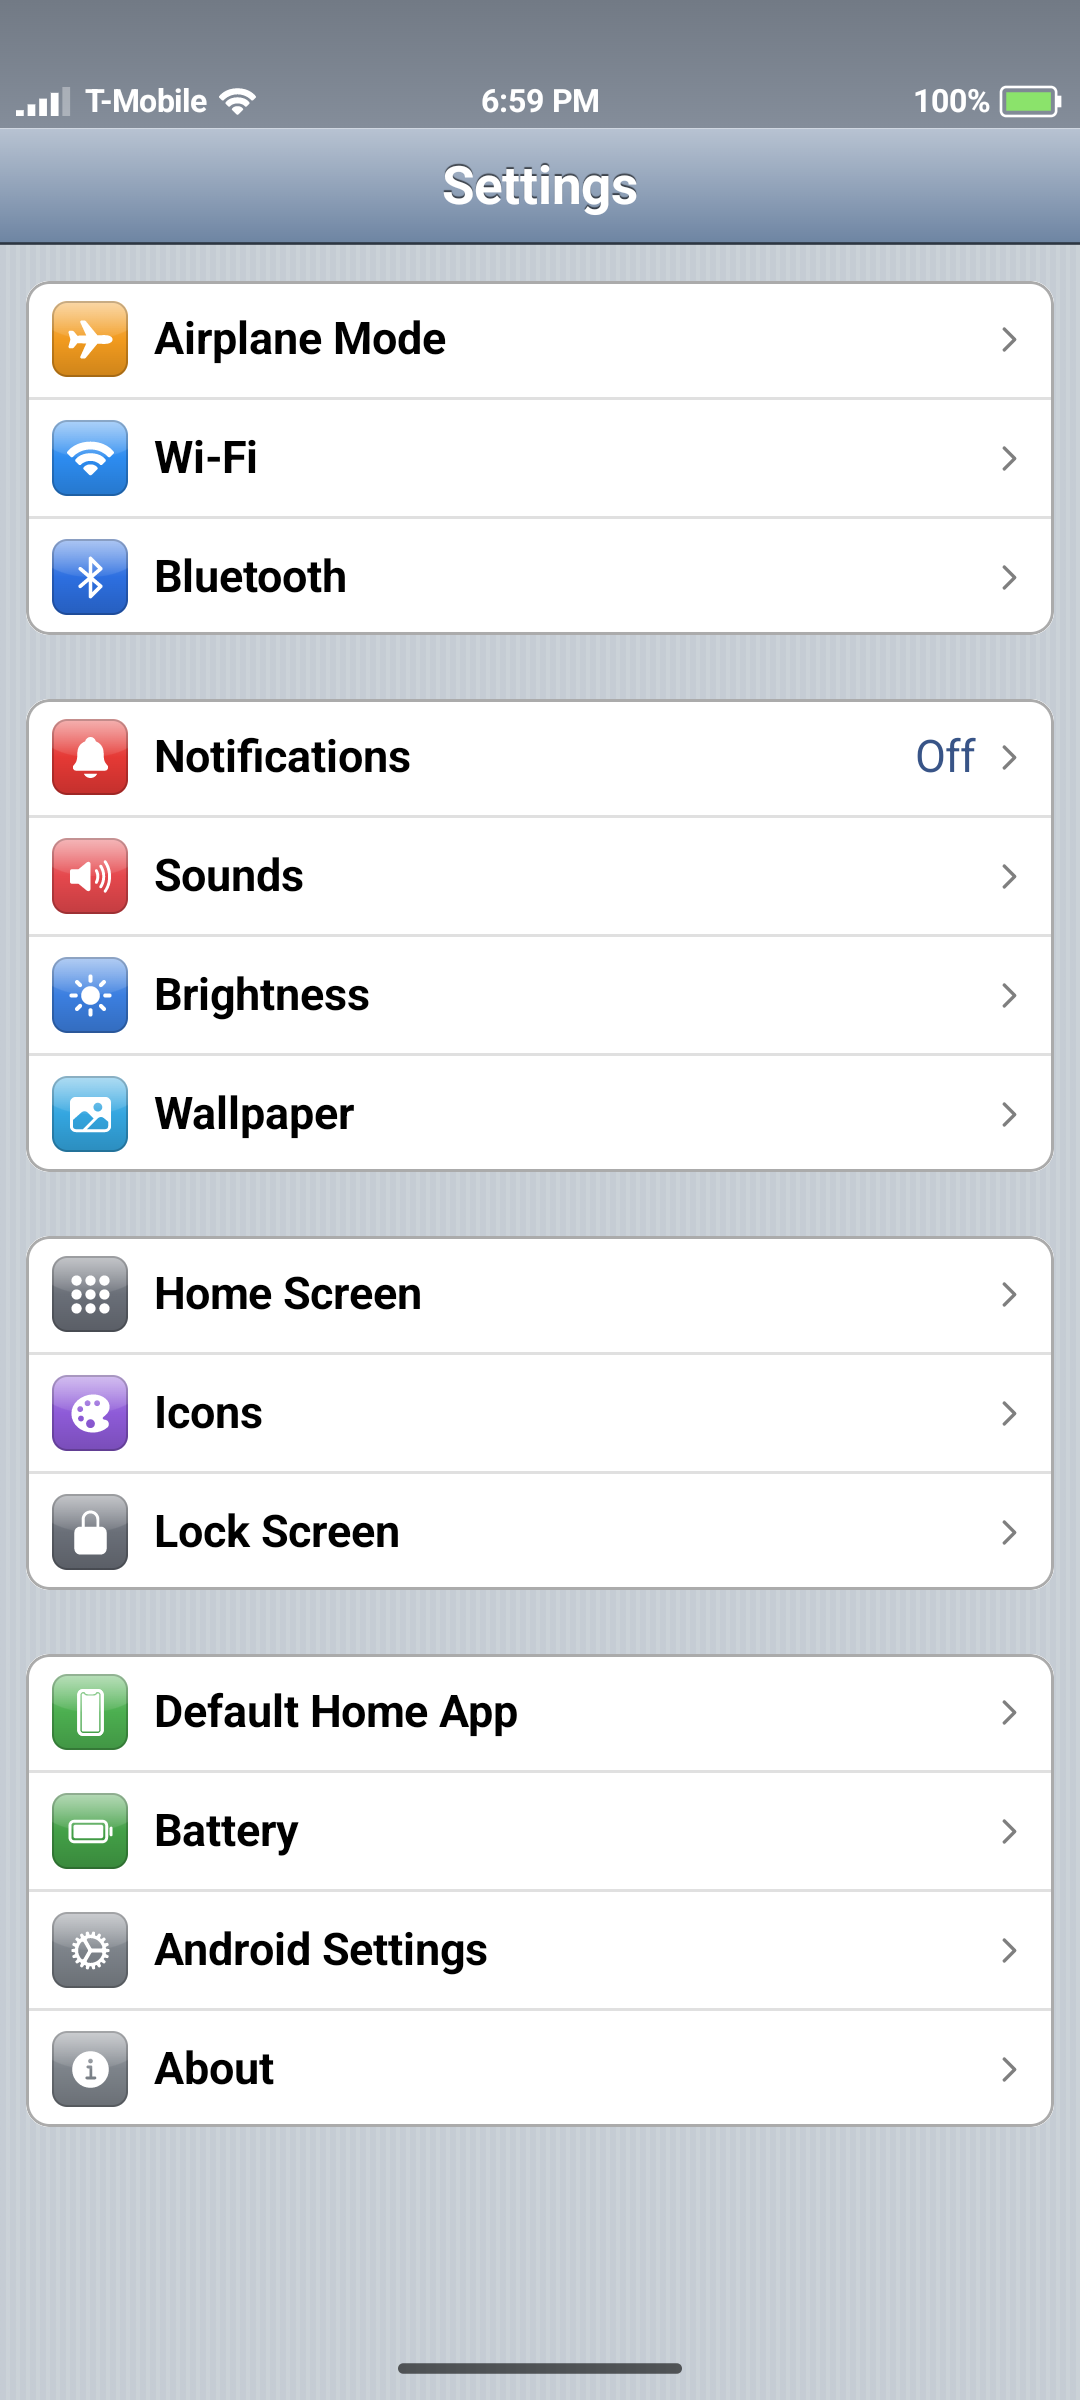 T-Mobile 6:59 PM 100%
Settings
Airplane Mode
Wi-Fi
Bluetooth
Notifications Off
Sounds
Brightness
Wallpaper
Home Screen
Icons
Lock Screen
Default Home App
Battery
Android Settings
About